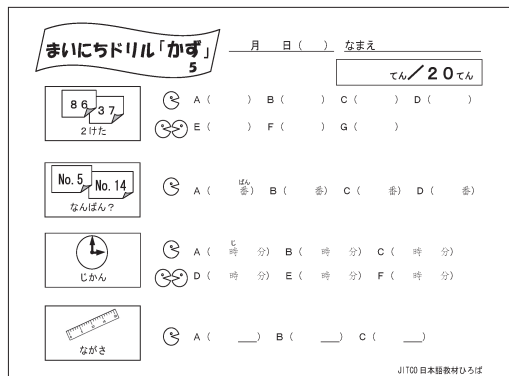 まいにちドリル「かず」
5
月 日 ( ) なまえ
てん／20てん
86 37
2けた
A ( ) B ( ) C ( ) D ( )
E ( ) F ( ) G ( )
No. 5 No. 14
なんばん？
ばん
A ( 番) B ( 番) C ( 番) D ( 番)
じかん
じ
A ( 時 分) B ( 時 分) C ( 時 分)
D ( 時 分) E ( 時 分) F ( 時 分)
ながさ
A ( ＿) B ( ＿) C ( ＿)
JITCO日本語教材ひろば